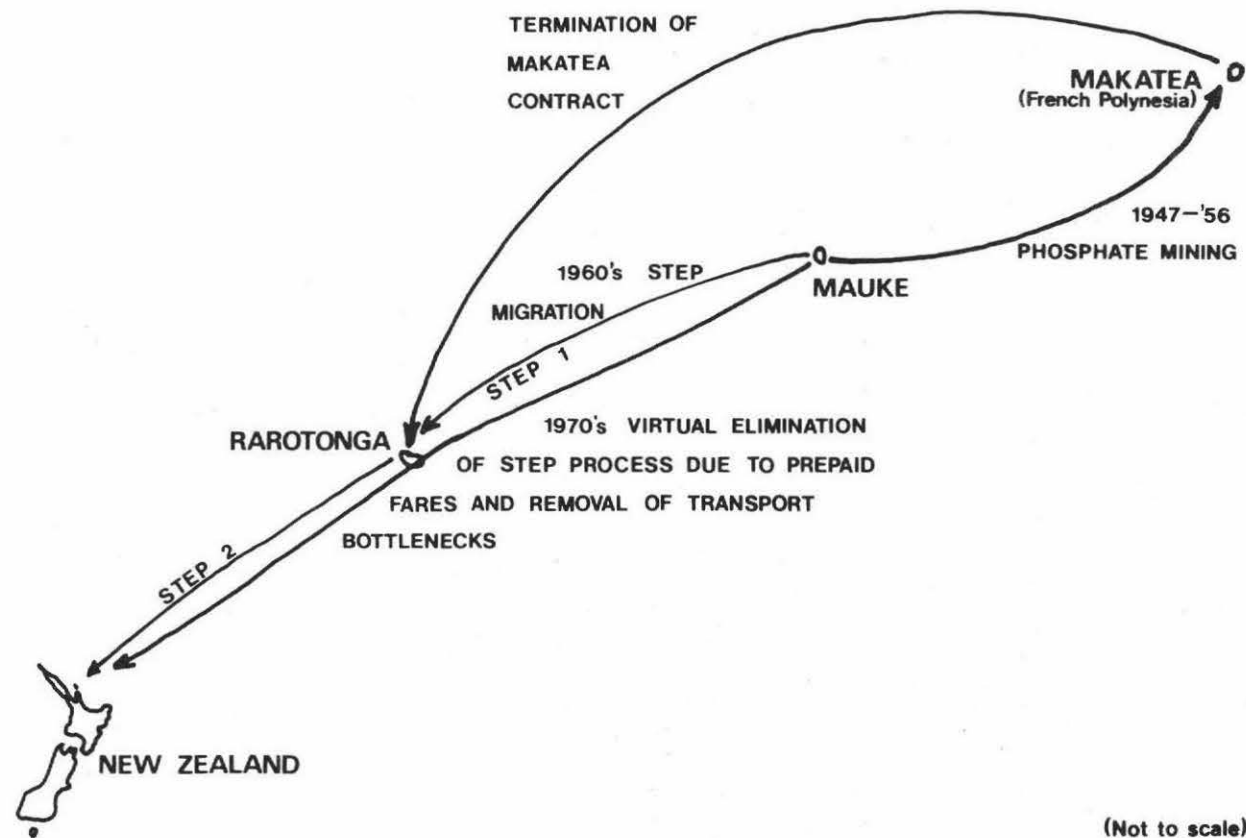 TERMINATION OF
MAKATEA
CONTRACT
MAKATEA
(French Polynesia)
1947–'56
PHOSPHATE MINING
MAUKE
1960's STEP
MIGRATION
STEP 1
RAROTONGA
1970's VIRTUAL ELIMINATION
OF STEP PROCESS DUE TO PREPAID
FARES AND REMOVAL OF TRANSPORT
BOTTLENECKS
STEP 2
NEW ZEALAND
(Not to scale)